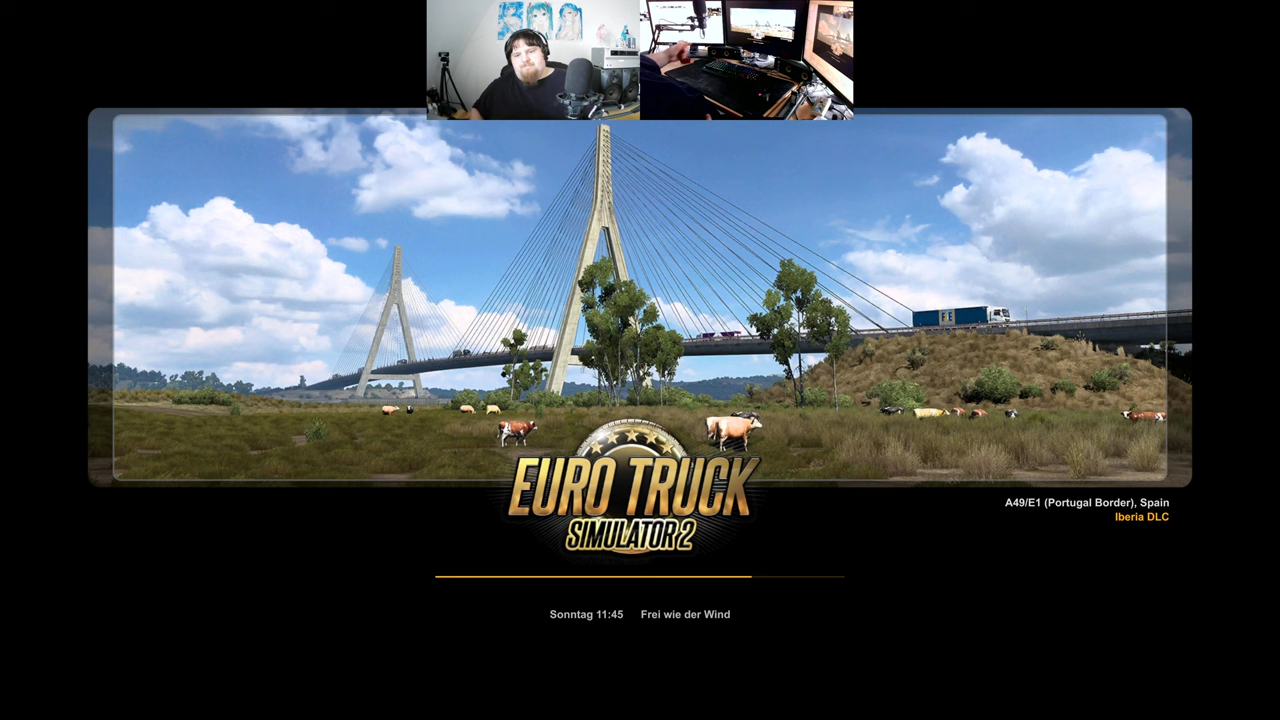 EURO TRUCK
SIMULATOR 2
A49/E1 (Portugal Border), Spain
Iberia DLC
Sonntag 11:45 Frei wie der Wind